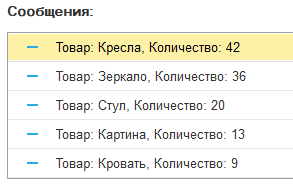 Сообщения:
Товар: Кресла, Количество: 42
Товар: Зеркало, Количество: 36
Товар: Стул, Количество: 20
Товар: Картина, Количество: 13
Товар: Кровать, Количество: 9